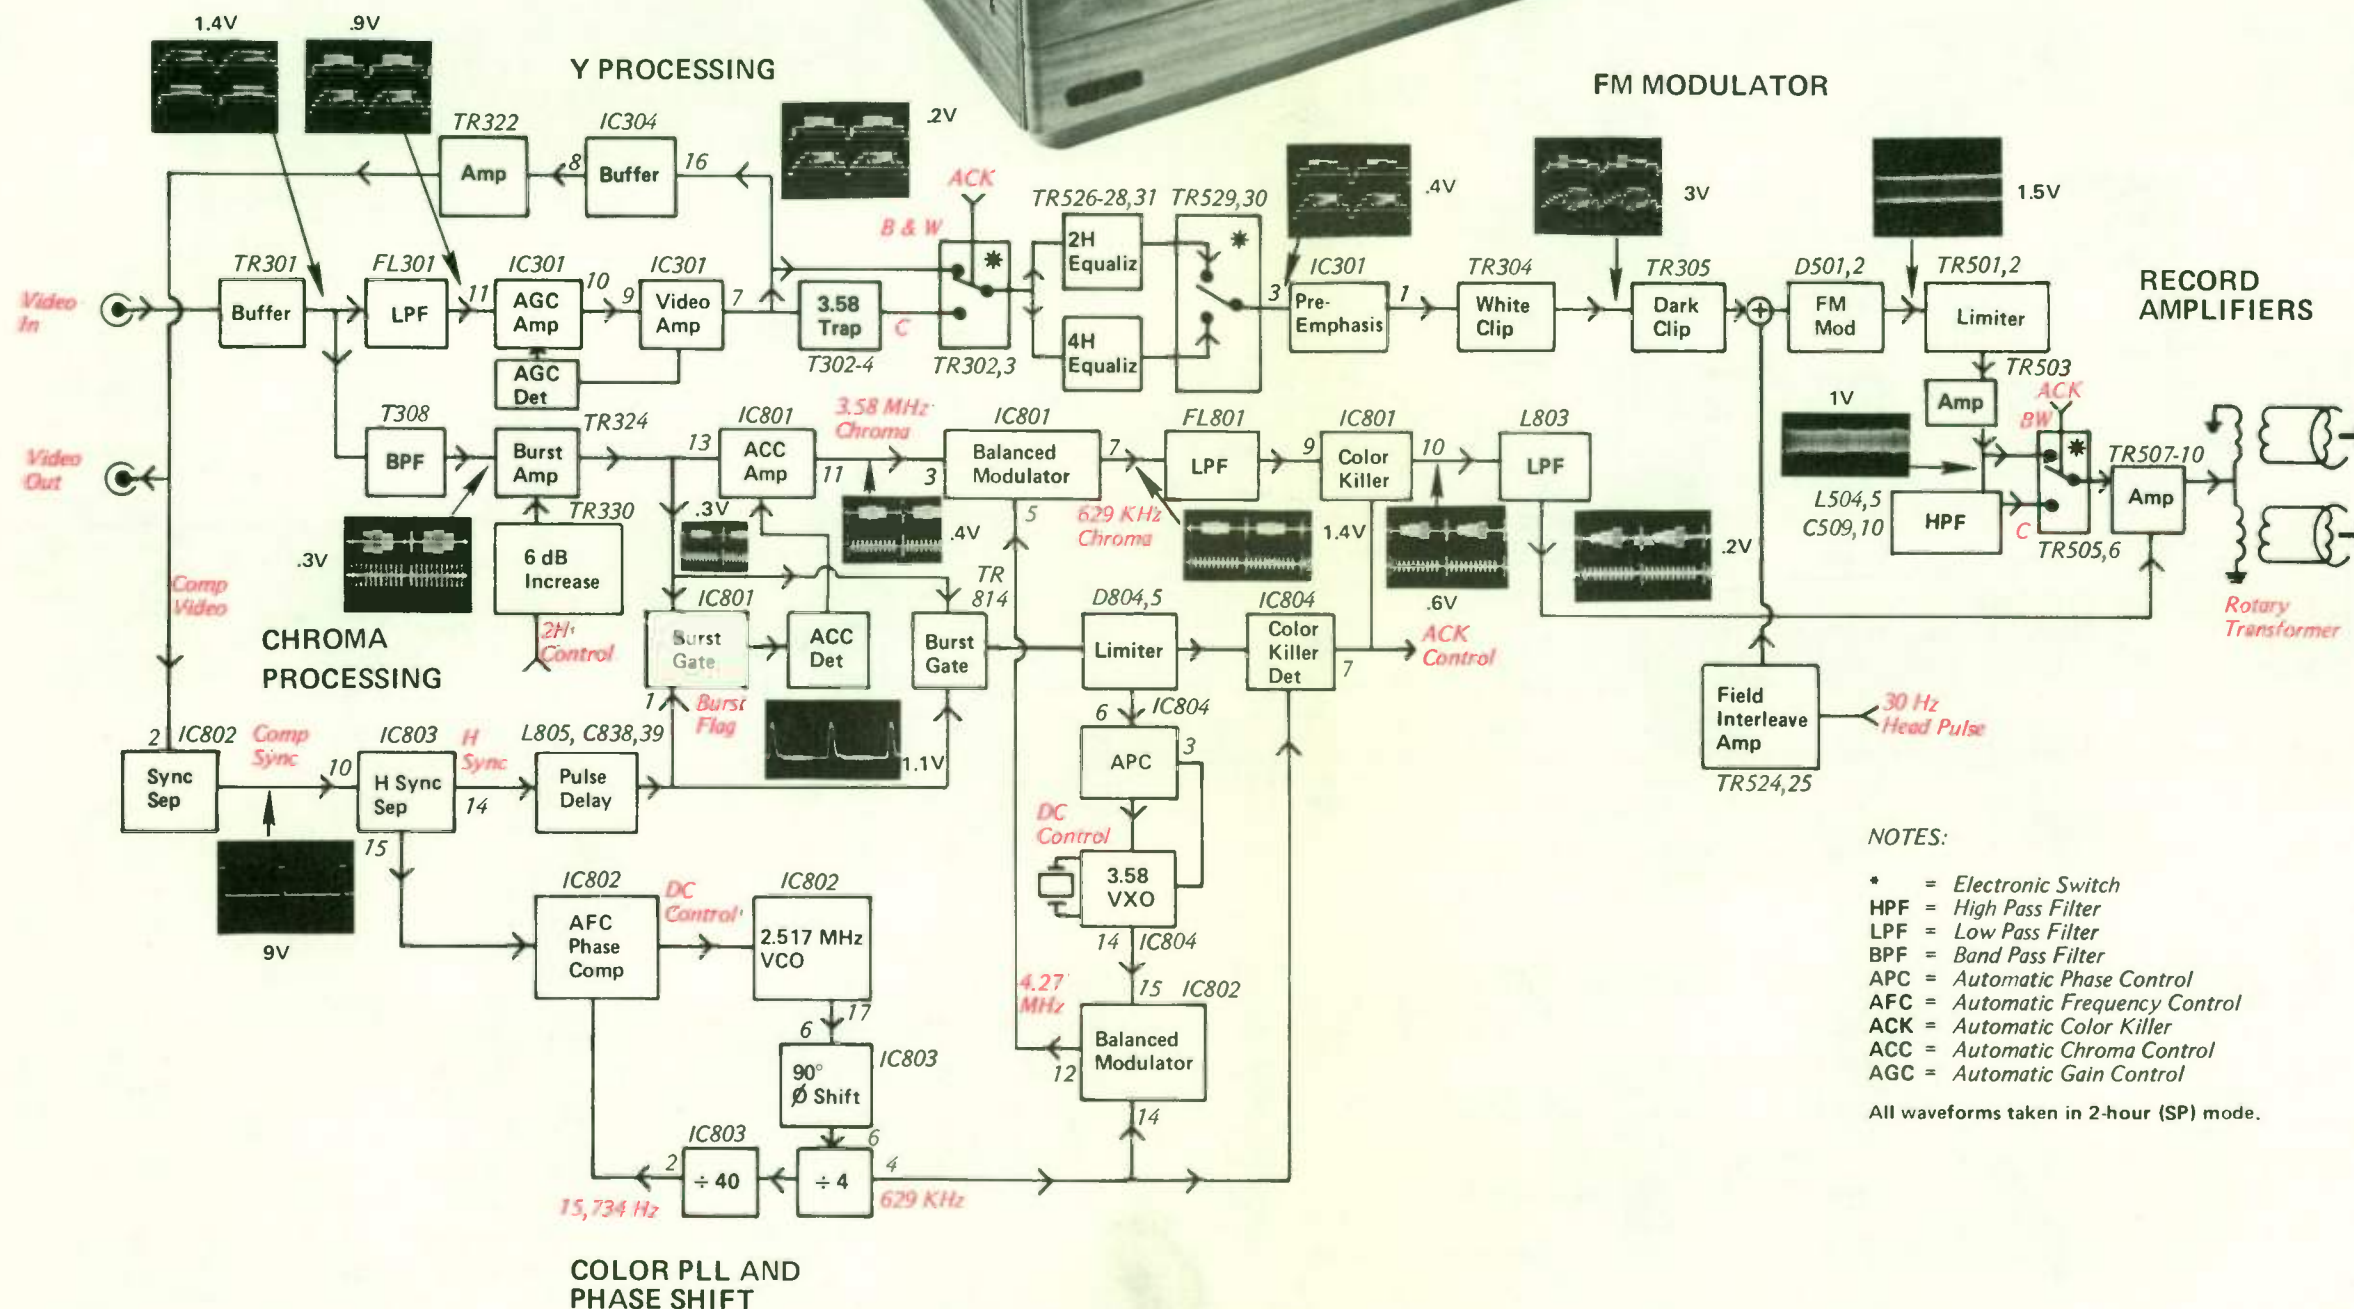 1.4V
.9V
Y PROCESSING
FM MODULATOR
TR322
IC304
.2V
Amp
8
Buffer
16
ACK
B & W
TR526-28,31
TR529,30
.4V
3V
1.5V
2H
Equaliz
*
*
Video
In
TR301
Buffer
FL301
LPF
11
IC301
AGC
Amp
10
9
IC301
Video
Amp
7
3.58
Trap
T302-4
C
TR302,3
4H
Equaliz
3
IC301
Pre-
Emphasis
1
TR304
White
Clip
TR305
Dark
Clip
+
D501,2
FM
Mod
TR501,2
Limiter
RECORD
AMPLIFIERS
AGC
Det
TR503
Amp
ACK
BW
*
1V
TR507-10
Amp
L504,5
C509,10
HPF
C
TR505,6
Rotary
Transformer
Video
Out
T308
BPF
TR324
Burst
Amp
13
IC801
ACC
Amp
11
3.58 MHz
Chroma
3
IC801
Balanced
Modulator
5
7
629 KHz
Chroma
FL801
LPF
9
IC801
Color
Killer
10
L803
LPF
.3V
TR330
6 dB
Increase
2H
Control
.3V
.4V
1.4V
.6V
.2V
Comp
Video
CHROMA
PROCESSING
IC801
Burst
Gate
1
Burst
Flag
ACC
Det
TR
814
Burst
Gate
D804,5
Limiter
IC804
Color
Killer
Det
7
ACK
Control
1.1V
Field
Interleave
Amp
TR524,25
30 Hz
Head Pulse
2
IC802
Sync
Sep
Comp
Sync
9V
10
IC803
H Sync
Sep
H
Sync
14
15
L805, C838,39
Pulse
Delay
6
IC804
APC
3
DC
Control
3.58
VXO
14
IC804
15
IC802
Balanced
Modulator
4.27
MHz
12
14
IC802
AFC
Phase
Comp
DC
Control
IC802
2.517 MHz
VCO
17
6
IC803
90°
Ø Shift
6
IC803
2
÷ 40
÷ 4
4
15,734 Hz
629 KHz
COLOR PLL AND
PHASE SHIFT
NOTES:
* = Electronic Switch
HPF = High Pass Filter
LPF = Low Pass Filter
BPF = Band Pass Filter
APC = Automatic Phase Control
AFC = Automatic Frequency Control
ACK = Automatic Color Killer
ACC = Automatic Chroma Control
AGC = Automatic Gain Control
All waveforms taken in 2-hour (SP) mode.